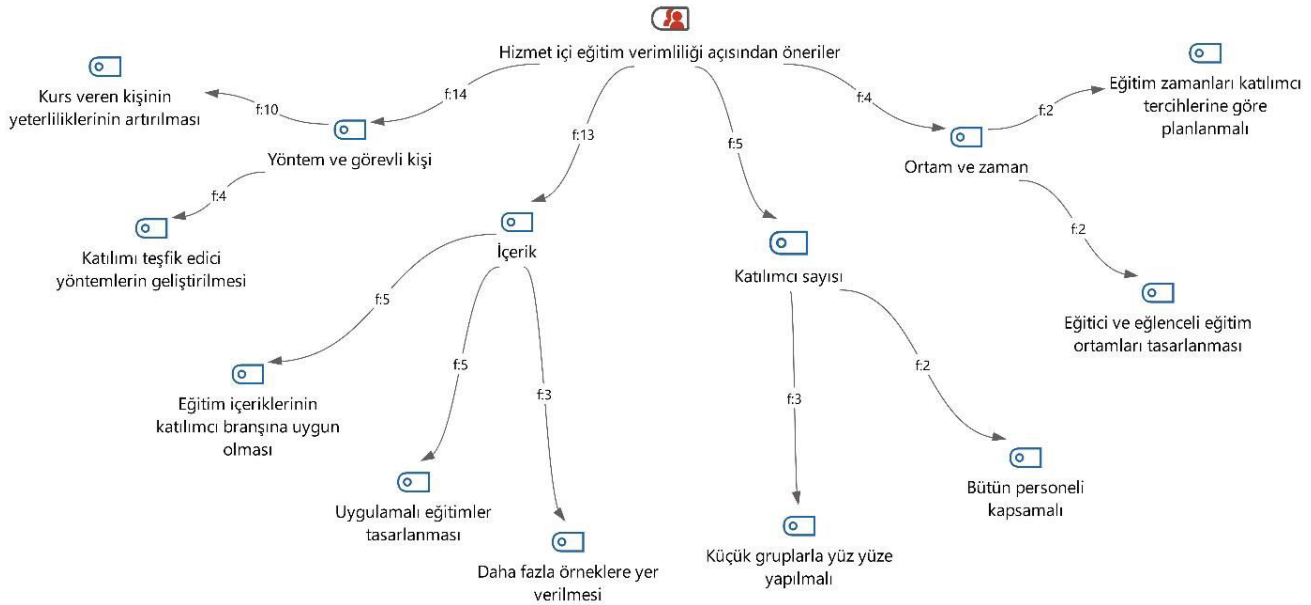 Hizmet içi eğitim verimliliği açısından öneriler
f:14
f:13
f:5
f:4
Yöntem ve görevli kişi
f:10
Kurs veren kişinin
yeterliliklerinin artırılması
f:4
Katılımı teşfik edici
yöntemlerin geliştirilmesi
İçerik
f:5
Eğitim içeriklerinin
katılımcı branşına uygun
olması
f:5
Uygulamalı eğitimler
tasarlanması
f:3
Daha fazla örneklere yer
verilmesi
Katılımcı sayısı
f:3
Küçük gruplarla yüz yüze
yapılmalı
f:2
Bütün personeli
kapsamalı
Ortam ve zaman
f:2
Eğitim zamanları katılımcı
tercihlerine göre
planlanmalı
f:2
Eğitici ve eğlenceli eğitim
ortamları tasarlanması